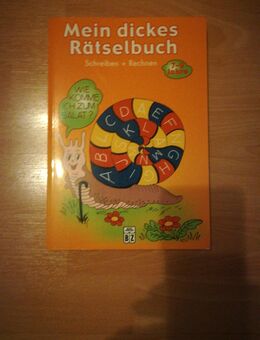 Mein dickes
Rätselbuch
Schreiben + Rechnen
WIE
KOMME
ICH ZUM
SALAT?